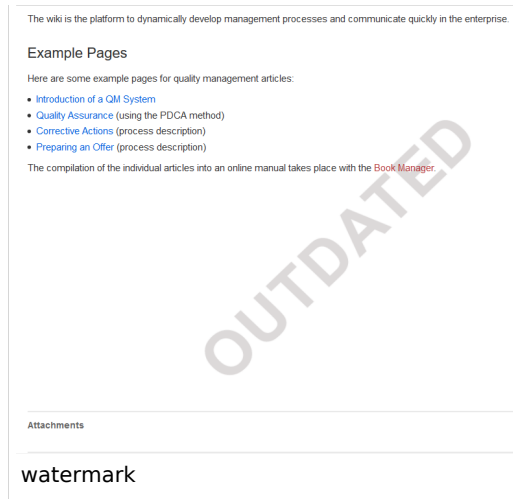 The wiki is the platform to dynamically develop management processes and communicate quickly in the enterprise.
Example Pages
Here are some example pages for quality management articles:
• Introduction of a QM System
• Quality Assurance (using the PDCA method)
• Corrective Actions (process description)
• Preparing an Offer (process description)
The compilation of the individual articles into an online manual takes place with the Book Manager.
OUTDATED
Attachments
watermark